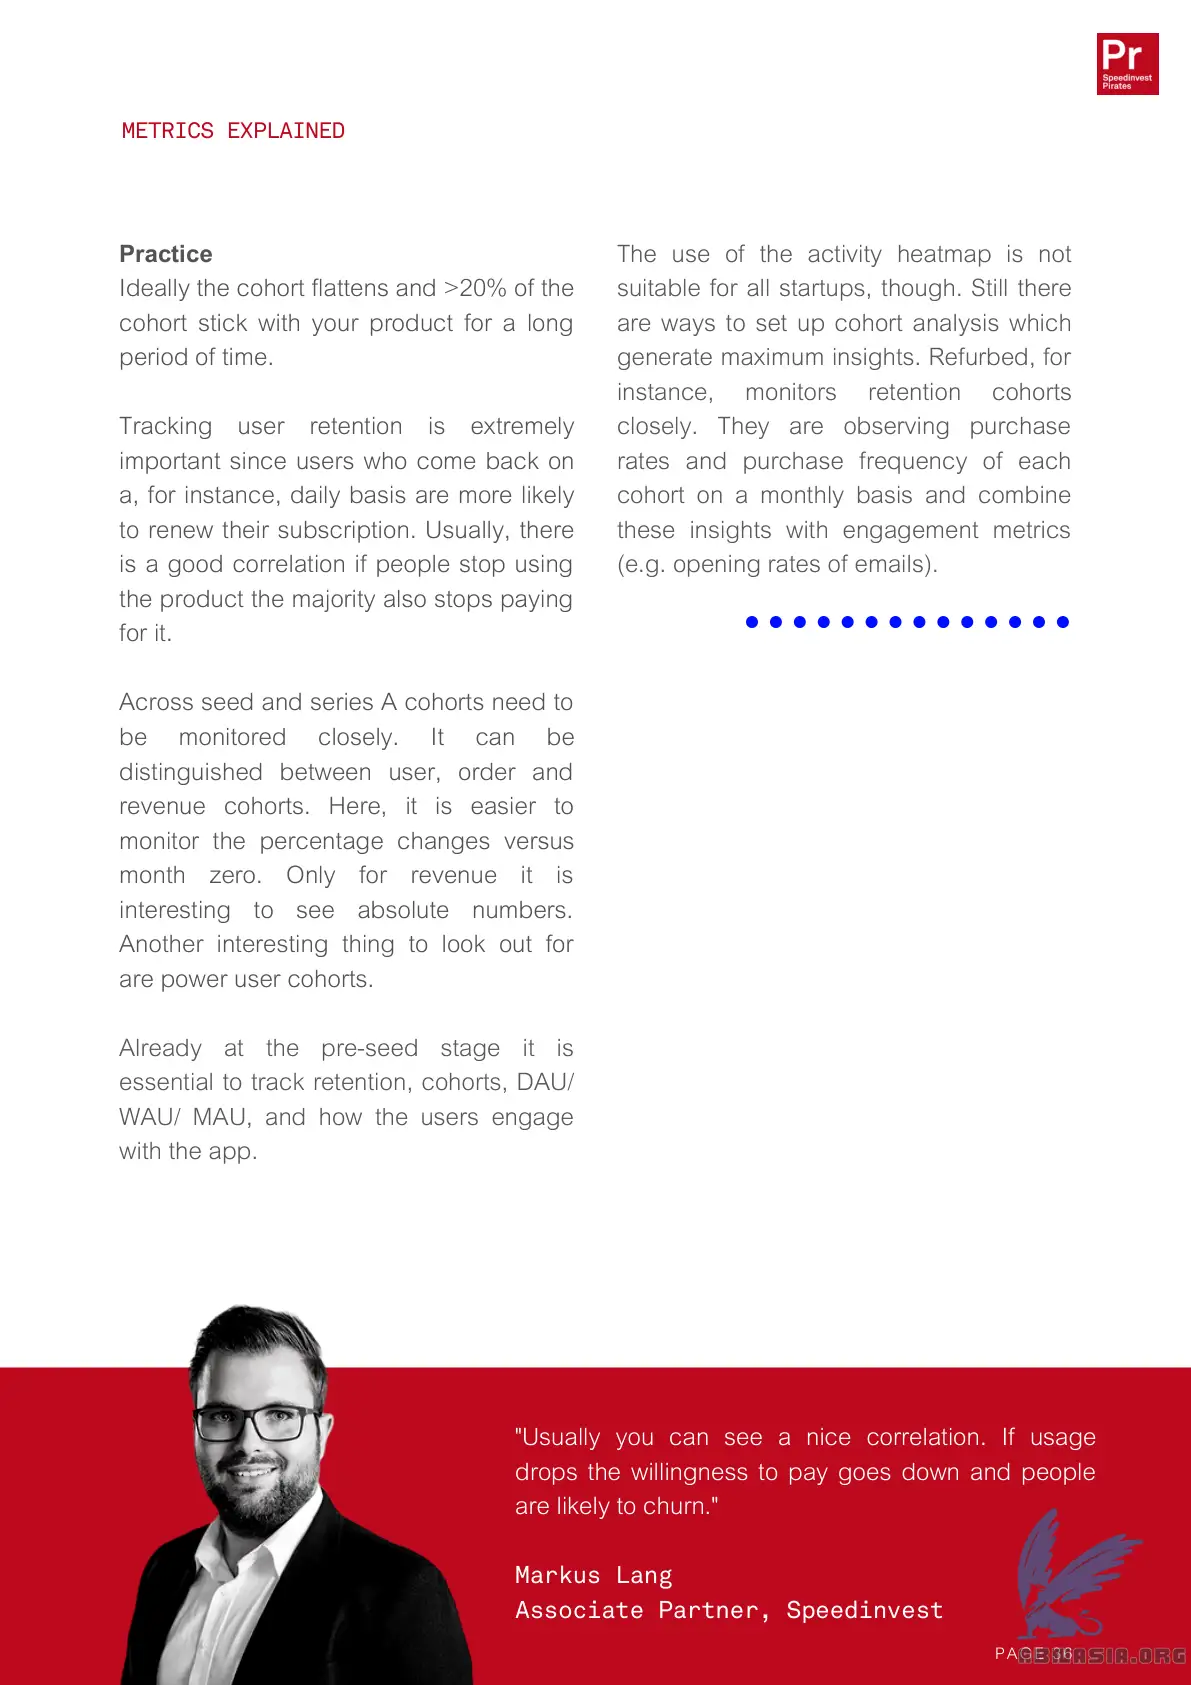 Pr
Speedinvest
Pirates
METRICS EXPLAINED
Practice
Ideally the cohort flattens and >20% of the
cohort stick with your product for a long
period of time.
Tracking user retention is extremely
important since users who come back on
a, for instance, daily basis are more likely
to renew their subscription. Usually, there
is a good correlation if people stop using
the product the majority also stops paying
for it.
Across seed and series A cohorts need to
be monitored closely. It can be
distinguished between user, order and
revenue cohorts. Here, it is easier to
monitor the percentage changes versus
month zero. Only for revenue it is
interesting to see absolute numbers.
Another interesting thing to look out for
are power user cohorts.
Already at the pre-seed stage it is
essential to track retention, cohorts, DAU/
WAU/ MAU, and how the users engage
with the app.
The use of the activity heatmap is not
suitable for all startups, though. Still there
are ways to set up cohort analysis which
generate maximum insights. Refurbed, for
instance, monitors retention cohorts
closely. They are observing purchase
rates and purchase frequency of each
cohort on a monthly basis and combine
these insights with engagement metrics
(e.g. opening rates of emails).
"Usually you can see a nice correlation. If usage
drops the willingness to pay goes down and people
are likely to churn."
Markus Lang
Associate Partner, Speedinvest
PAGE 36